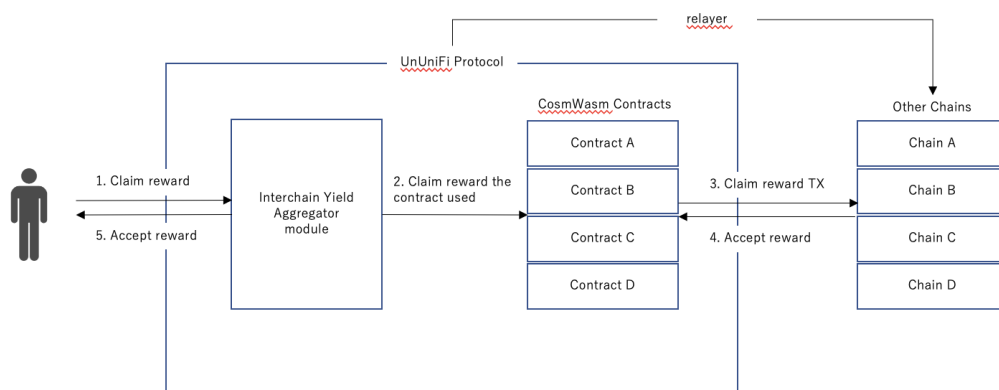 relayer
UnUniFi Protocol
CosmWasm Contracts
Other Chains
Contract A
Chain A
1. Claim reward
2. Claim reward the
contract used
Contract B
3. Claim reward TX
Chain B
Interchain Yield
Aggregator
module
5. Accept reward
Contract C
4. Accept reward
Chain C
Contract D
Chain D